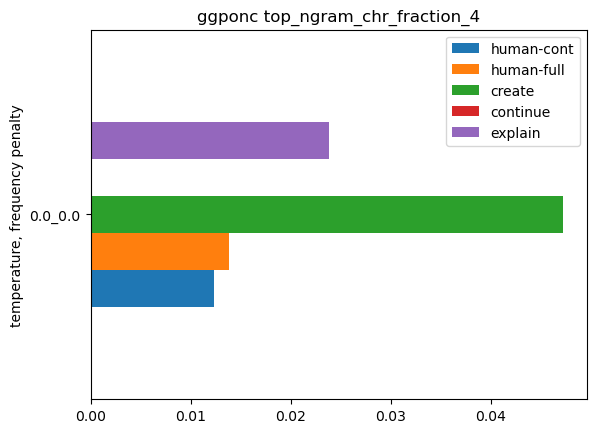 ggponc top_ngram_chr_fraction_4
human-cont
human-full
create
continue
explain
temperature, frequency penalty
0.0_0.0
0.00 0.01 0.02 0.03 0.04